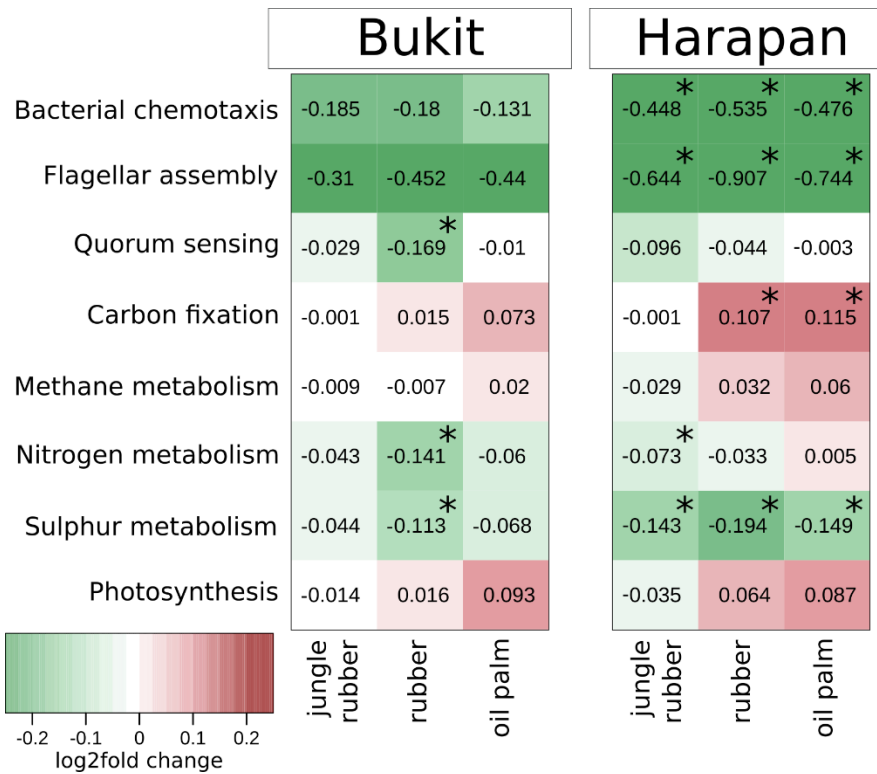 Bukit Harapan
Bacterial chemotaxis -0.185 -0.18 -0.131 -0.448* -0.535* -0.476*
Flagellar assembly -0.31 -0.452 -0.44 -0.644* -0.907* -0.744*
Quorum sensing -0.029 -0.169* -0.01 -0.096 -0.044 -0.003
Carbon fixation -0.001 0.015 0.073 -0.001 0.107* 0.115*
Methane metabolism -0.009 -0.007 0.02 -0.029 0.032 0.06
Nitrogen metabolism -0.043 -0.141* -0.06 -0.073* -0.033 0.005
Sulphur metabolism -0.044 -0.113* -0.068 -0.143* -0.194* -0.149*
Photosynthesis -0.014 0.016 0.093 -0.035 0.064 0.087
jungle
rubber
rubber
oil palm
jungle
rubber
rubber
oil palm
-0.2 -0.1 0 0.1 0.2
log2fold change